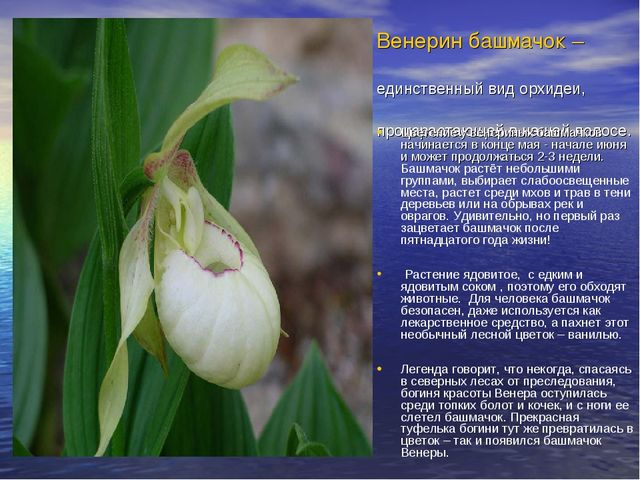 Венерин башмачок –
единственный вид орхидеи,
полосе.
начинается в конце мая - начале июня
и может продолжаться 2-3 недели.
Башмачок растёт небольшими
группами, выбирает слабоосвещенные
места, растет среди мхов и трав в тени
деревьев или на обрывах рек и
оврагов. Удивительно, но первый раз
зацветает башмачок после
пятнадцатого года жизни!
Растение ядовитое, с едким и
ядовитым соком , поэтому его обходят
животные. Для человека башмачок
безопасен, даже используется как
лекарственное средство, а пахнет этот
необычный лесной цветок – ванилью.
Легенда говорит, что некогда, спасаясь
в северных лесах от преследования,
богиня красоты Венера оступилась
среди топких болот и кочек, и с ноги ее
слетел башмачок. Прекрасная
туфелька богини тут же превратилась в
цветок – так и появился башмачок
Венеры.